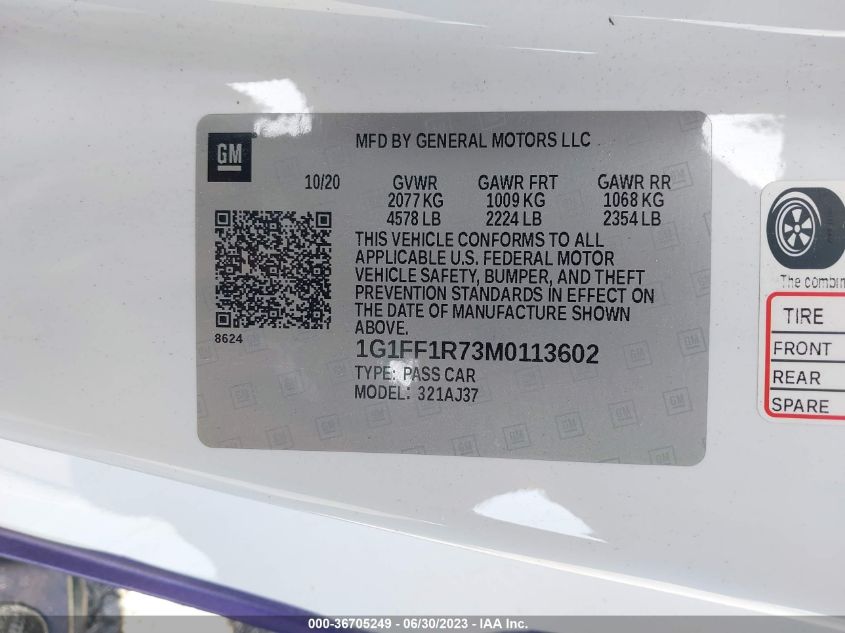 GM
MFD BY GENERAL MOTORS LLC
10/20
GVWR GAWR FRT GAWR RR
2077 KG 1009 KG 1068 KG
4578 LB 2224 LB 2354 LB
THIS VEHICLE CONFORMS TO ALL
APPLICABLE U.S. FEDERAL MOTOR
VEHICLE SAFETY, BUMPER, AND THEFT
PREVENTION STANDARDS IN EFFECT ON
THE DATE OF MANUFACTURE SHOWN
ABOVE.
8624
1G1FF1R73M0113602
TYPE: PASS CAR
MODEL: 321AJ37
The combin
TIRE
FRONT
REAR
SPARE
000-36705249 - 06/30/2023 - IAA Inc.